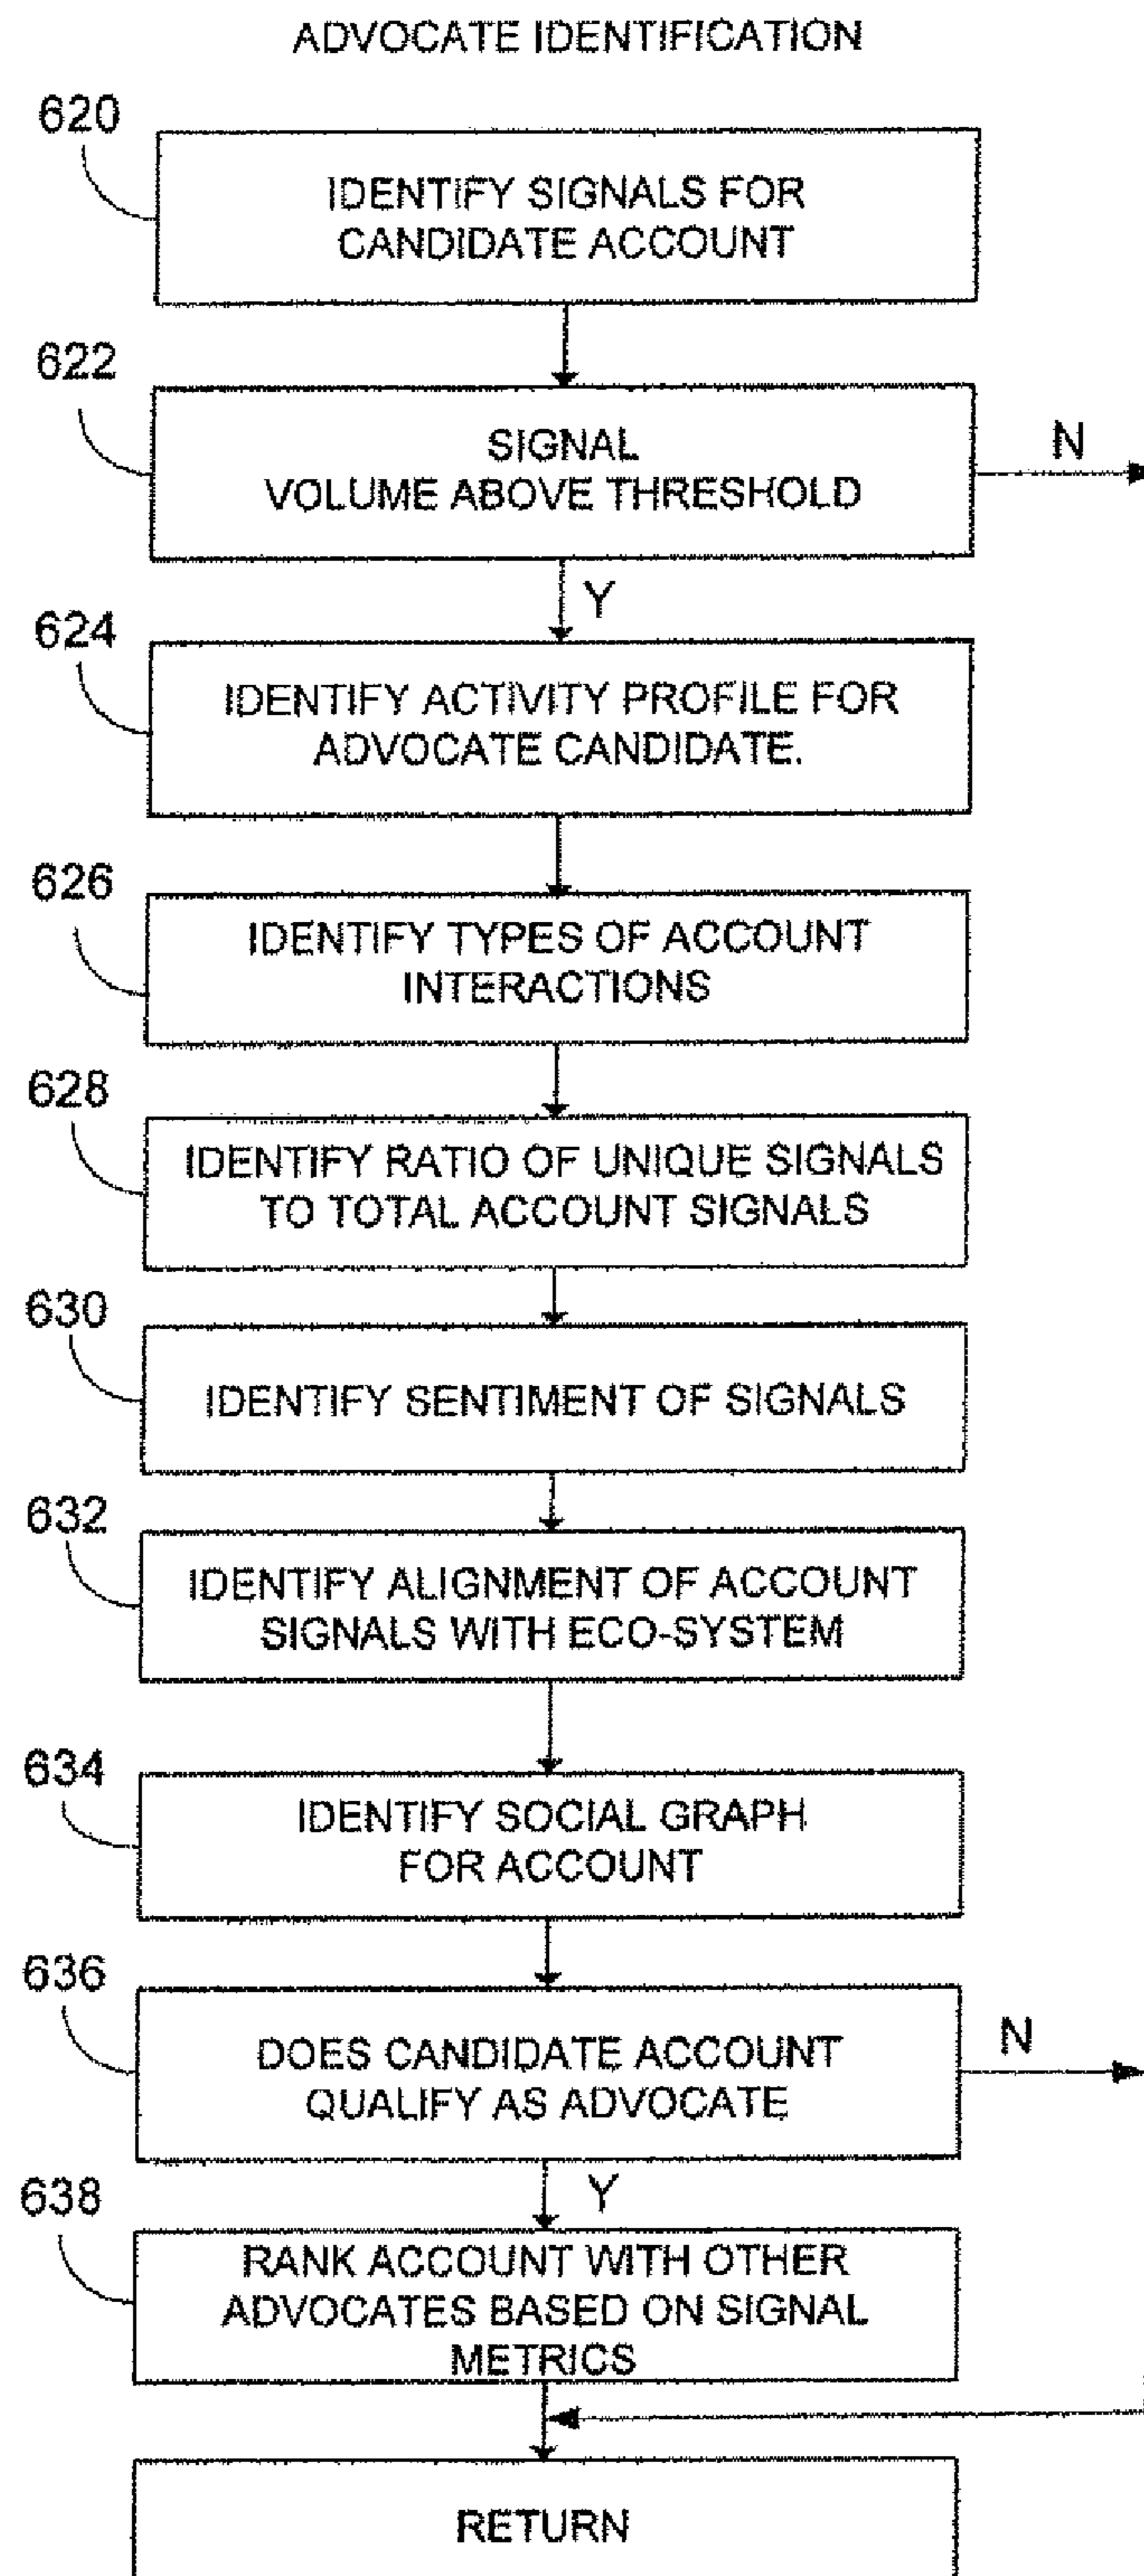 ADVOCATE IDENTIFICATION
620
IDENTIFY SIGNALS FOR
CANDIDATE ACCOUNT
622
SIGNAL
VOLUME ABOVE THRESHOLD
N
Y
624
IDENTIFY ACTIVITY PROFILE FOR
ADVOCATE CANDIDATE.
626
IDENTIFY TYPES OF ACCOUNT
INTERACTIONS
628
IDENTIFY RATIO OF UNIQUE SIGNALS
TO TOTAL ACCOUNT SIGNALS
630
IDENTIFY SENTIMENT OF SIGNALS
632
IDENTIFY ALIGNMENT OF ACCOUNT
SIGNALS WITH ECO-SYSTEM
634
IDENTIFY SOCIAL GRAPH
FOR ACCOUNT
636
DOES CANDIDATE ACCOUNT
QUALIFY AS ADVOCATE
N
Y
638
RANK ACCOUNT WITH OTHER
ADVOCATES BASED ON SIGNAL
METRICS
RETURN